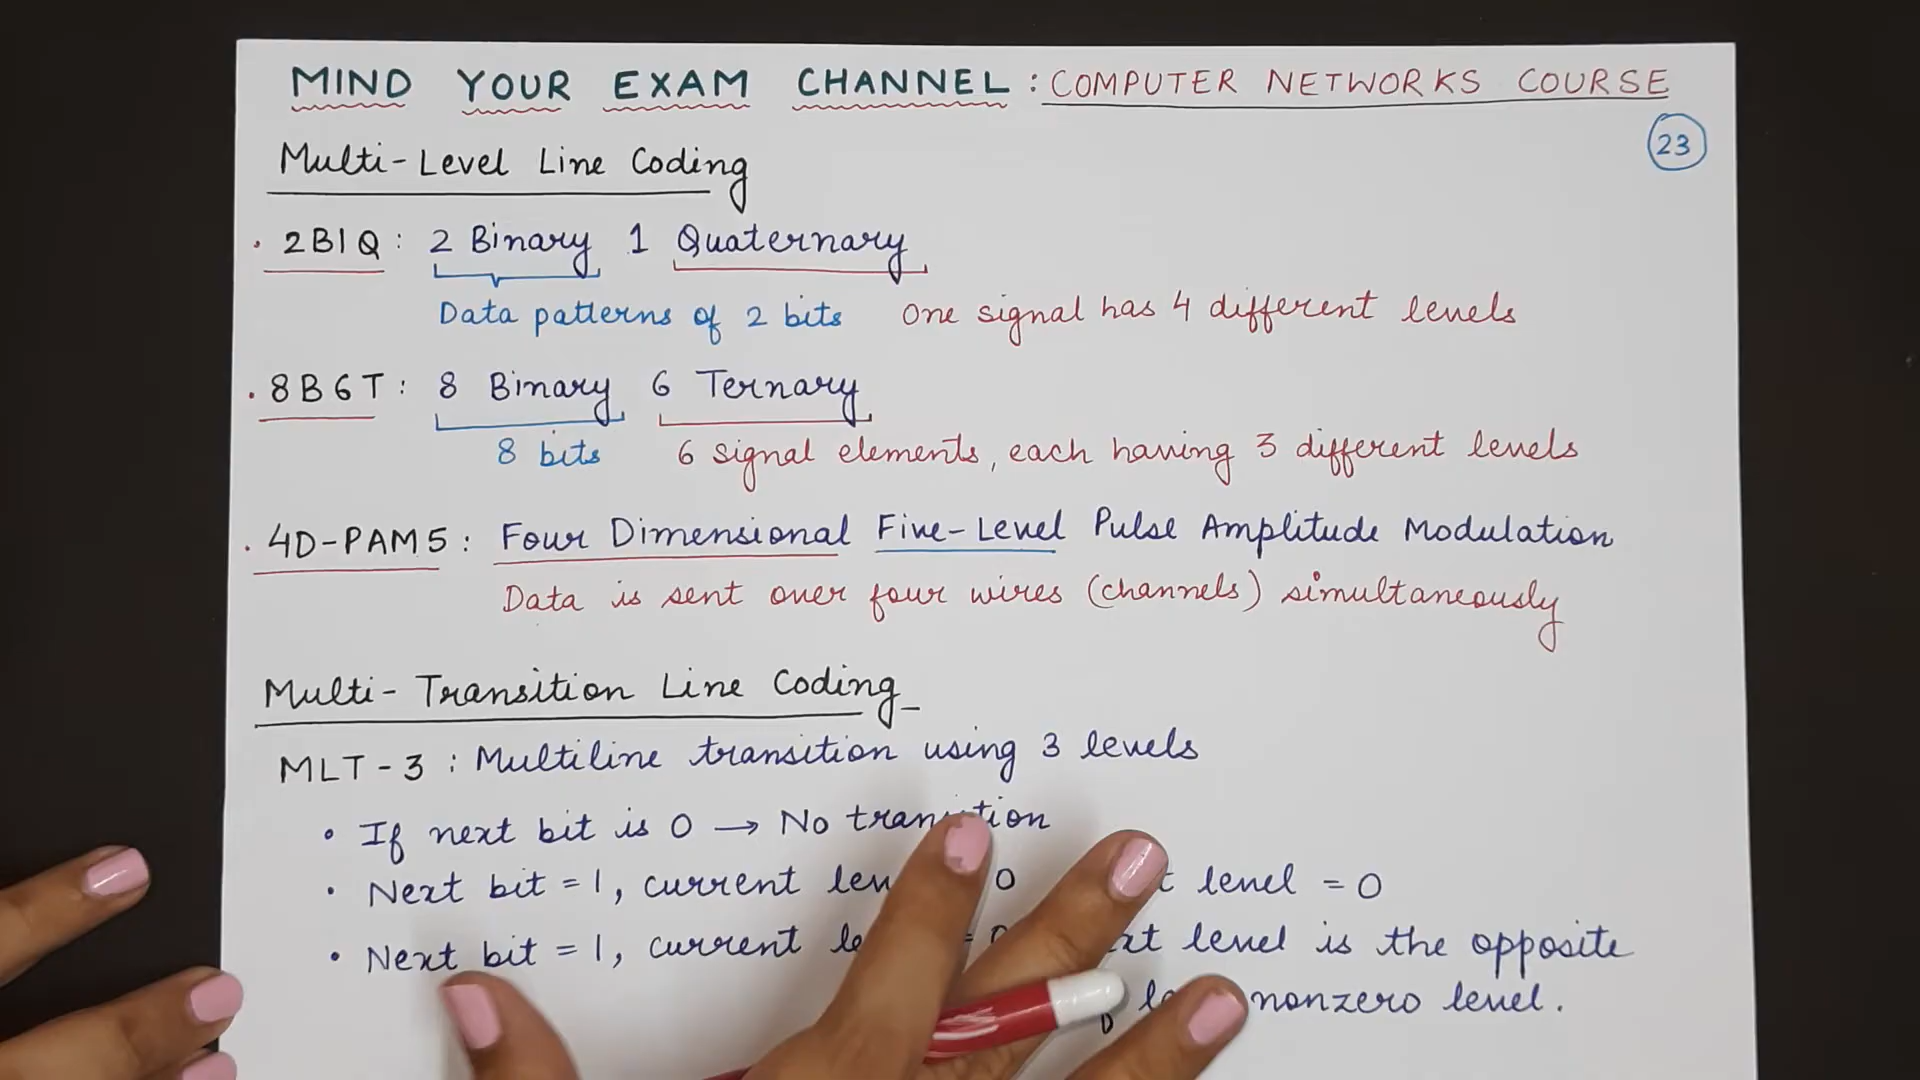 MIND YOUR EXAM CHANNEL : COMPUTER NETWORKS COURSE
23
Multi-Level Line Coding
• 2B1Q : 2 Binary 1 Quaternary
Data patterns of 2 bits One signal has 4 different levels
• 8B6T : 8 Binary 6 Ternary
8 bits 6 signal elements, each having 3 different levels
• 4D-PAM5 : Four Dimensional Five-Level Pulse Amplitude Modulation
Data is sent over four wires (channels) simultaneously
Multi-Transition Line Coding
MLT-3 : Multiline transition using 3 levels
• If next bit is 0 → No transition
• Next bit = 1, current 0 level = 0
• Next bit = 1, current = 0 level is the opposite
nonzero level.